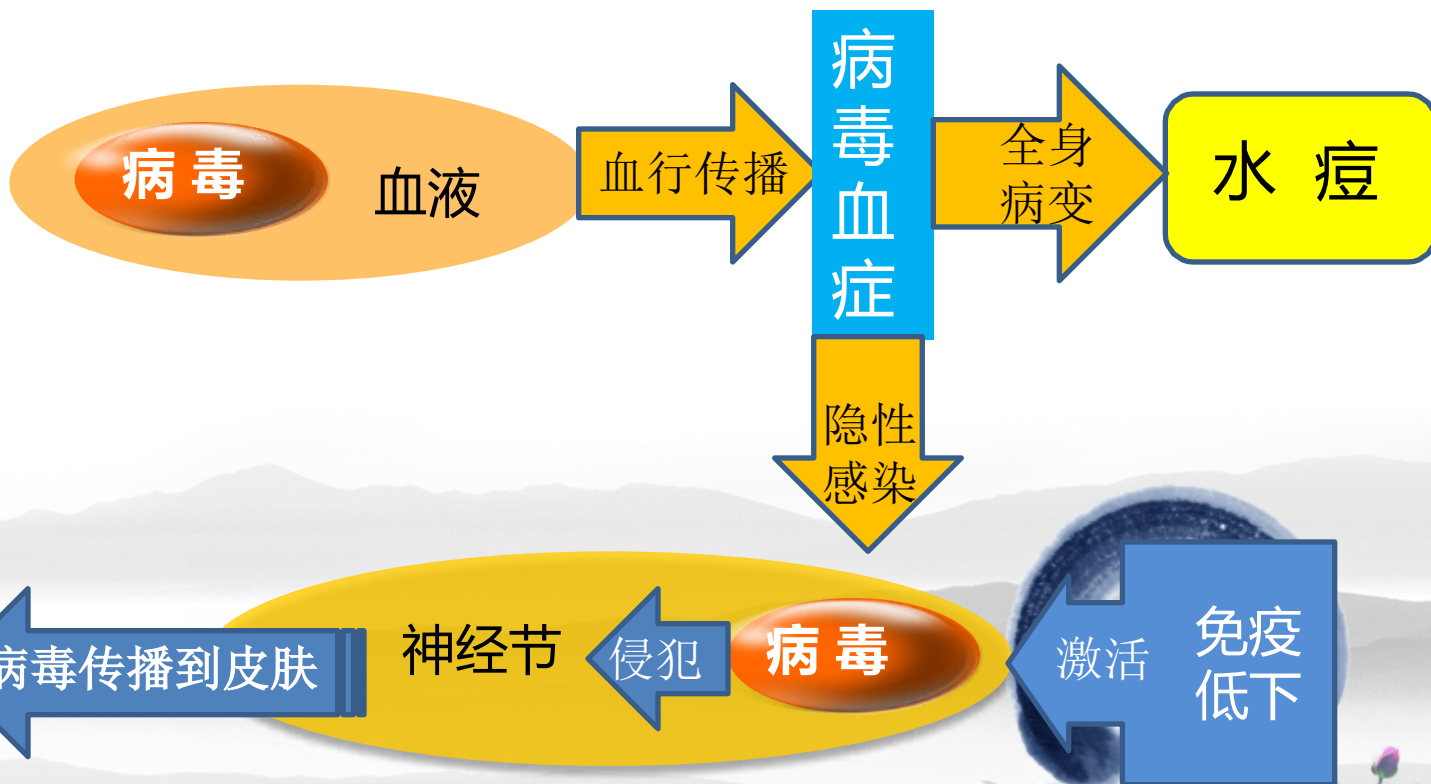 病 毒
血液
血行传播
病
毒
血
症
全身
病变
水 痘
隐性
感染
病毒传播到皮肤
神经节
侵犯
病 毒
激活
免疫
低下